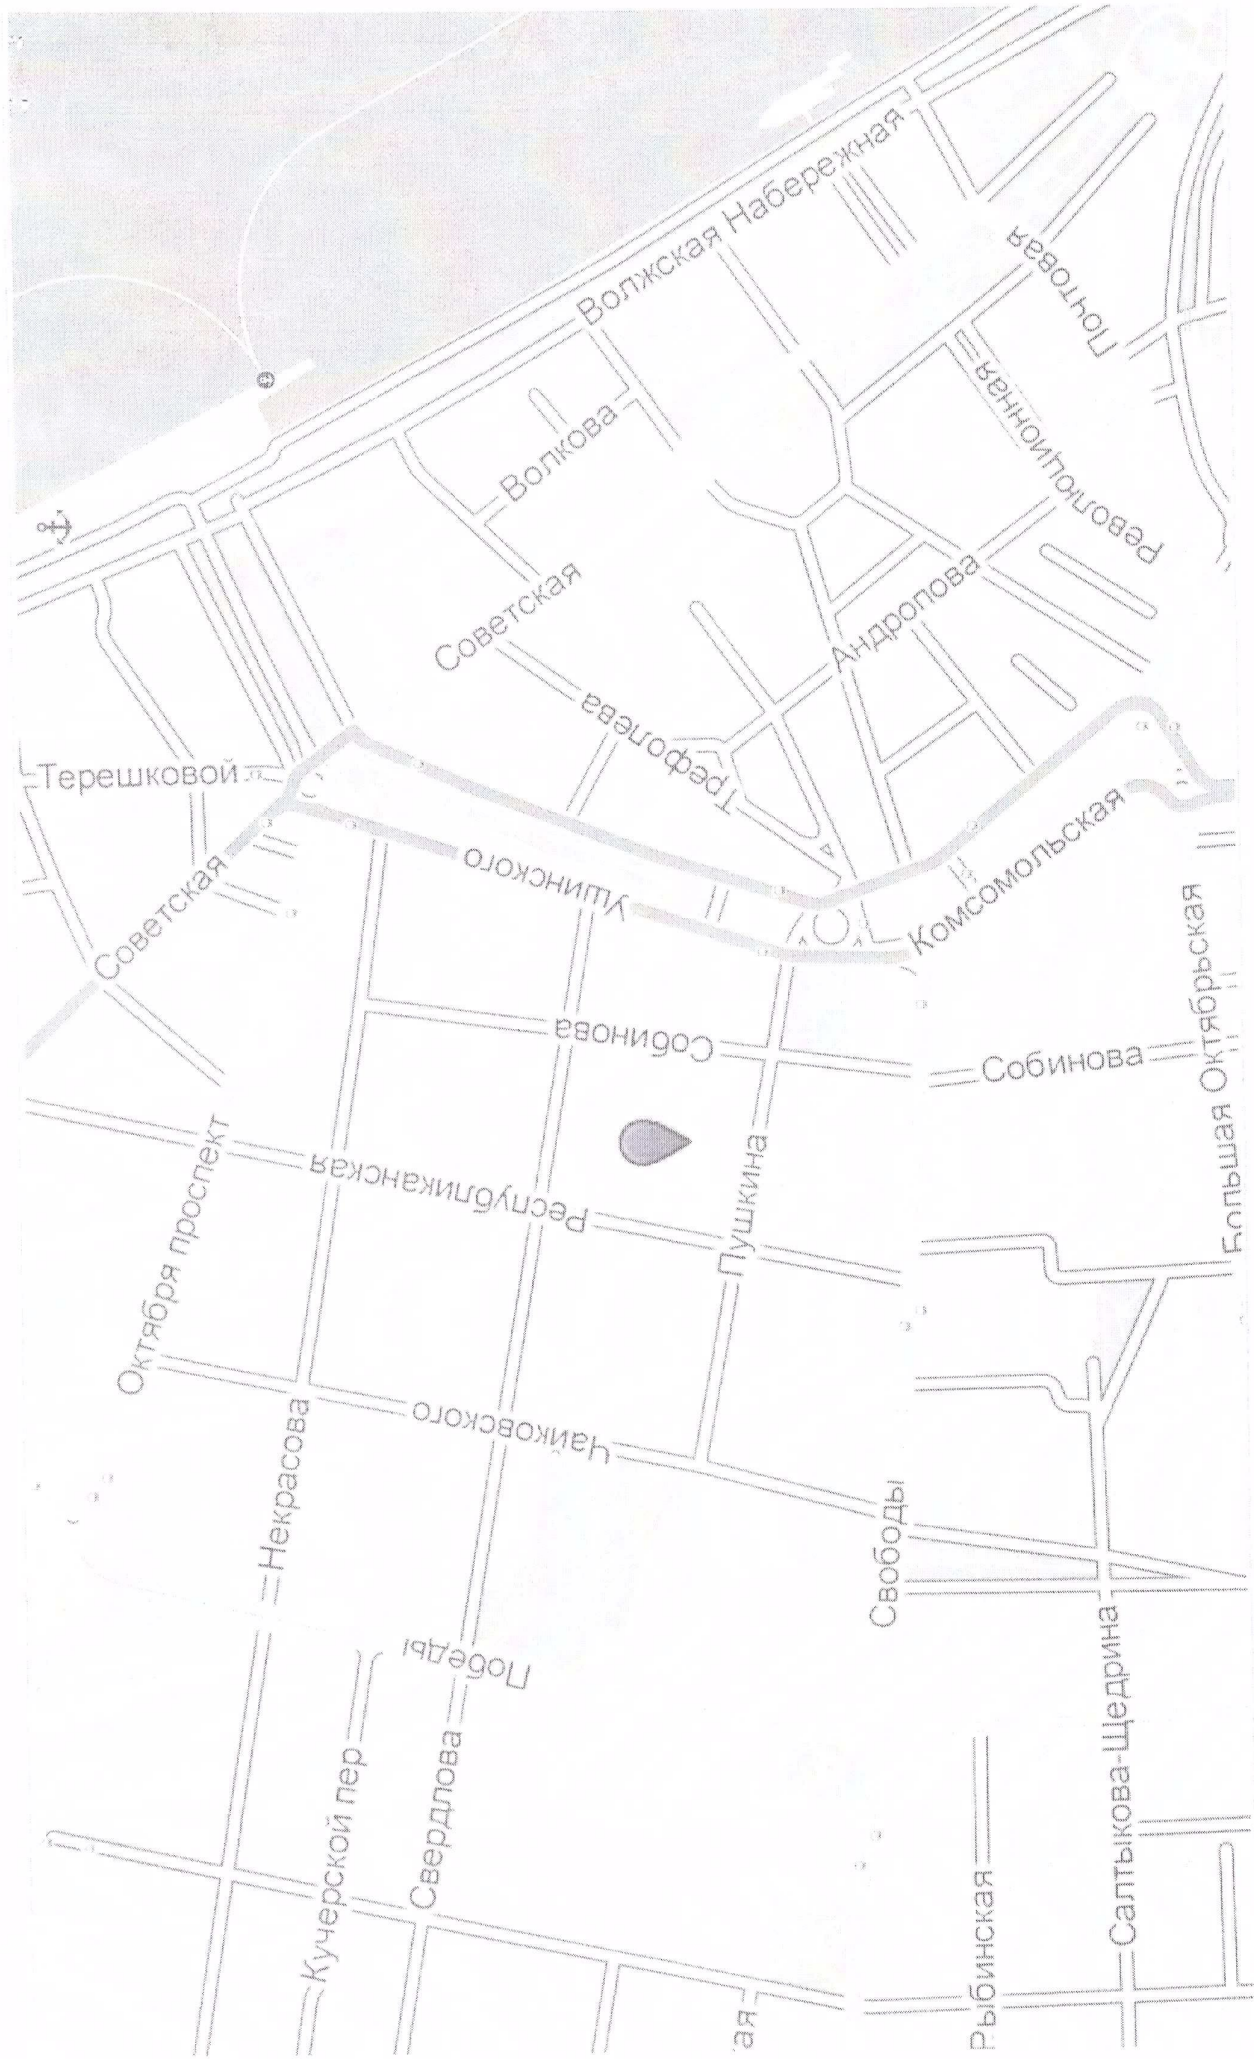 Волжская Набережная
Почтовая
Революционная
Волкова
Советская
Андропова
Трефолева
Терешковой
Советская
Ушинского
Комсомольская
Собинова
Собинова
Большая Октябрьская
Октября проспект
Республиканская
Пушкина
Некрасова
Чайковского
Свободы
Победы
Кучерской пер
Свердлова
Салтыкова-Щедрина
Рыбинская
ая